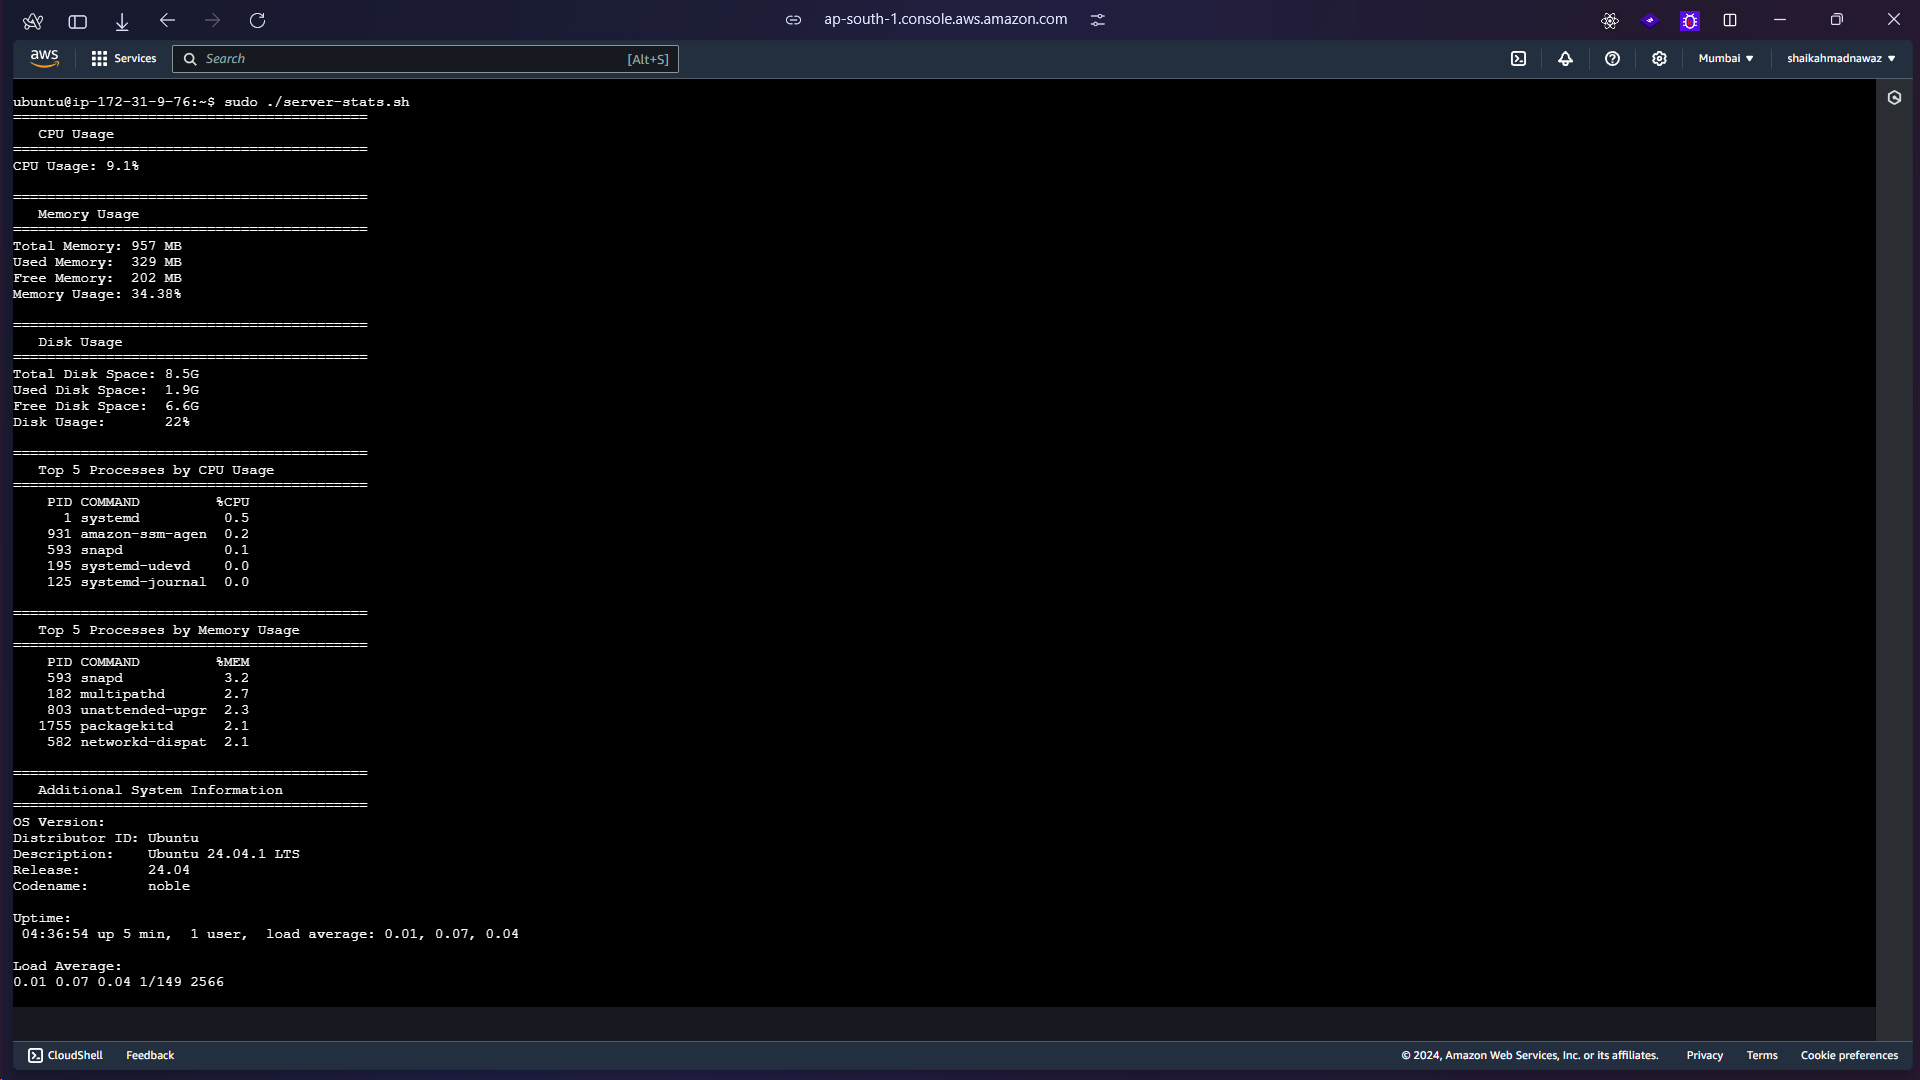 ap-south-1.console.aws.amazon.com
aws Services Search [Alt+S] Mumbai ▼ shaikahmadnawaz ▼
ubuntu@ip-172-31-9-76:~$ sudo ./server-stats.sh
==========================================
   CPU Usage
==========================================
CPU Usage: 9.1%
==========================================
   Memory Usage
==========================================
Total Memory: 957 MB
Used Memory:  329 MB
Free Memory:  202 MB
Memory Usage: 34.38%
==========================================
   Disk Usage
==========================================
Total Disk Space: 8.5G
Used Disk Space:  1.9G
Free Disk Space:  6.6G
Disk Usage:       22%
==========================================
   Top 5 Processes by CPU Usage
==========================================
    PID COMMAND         %CPU
      1 systemd          0.5
    931 amazon-ssm-agen  0.2
    593 snapd            0.1
    195 systemd-udevd    0.0
    125 systemd-journal  0.0
==========================================
   Top 5 Processes by Memory Usage
==========================================
    PID COMMAND         %MEM
    593 snapd            3.2
    182 multipathd       2.7
    803 unattended-upgr  2.3
   1755 packagekitd      2.1
    582 networkd-dispat  2.1
==========================================
   Additional System Information
==========================================
OS Version:
Distributor ID: Ubuntu
Description:    Ubuntu 24.04.1 LTS
Release:        24.04
Codename:       noble
Uptime:
 04:36:54 up 5 min,  1 user,  load average: 0.01, 0.07, 0.04
Load Average:
0.01 0.07 0.04 1/149 2566
CloudShell Feedback © 2024, Amazon Web Services, Inc. or its affiliates. Privacy Terms Cookie preferences